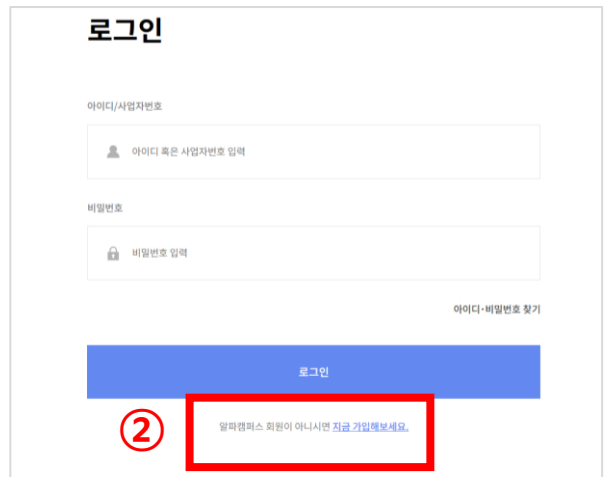 로그인
아이디/사업자번호
아이디 혹은 사업자번호 입력
비밀번호
비밀번호 입력
아이디·비밀번호 찾기
로그인
② 알파캠퍼스 회원이 아니시면 지금 가입해보세요.